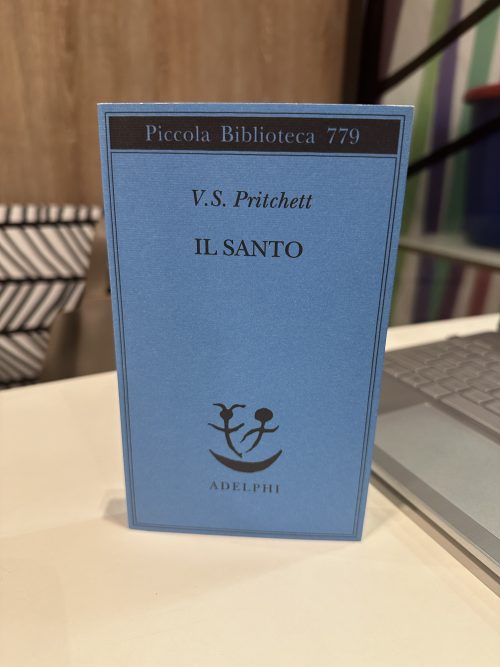 Piccola Biblioteca 779
V.S. Pritchett
IL SANTO
ADELPHI